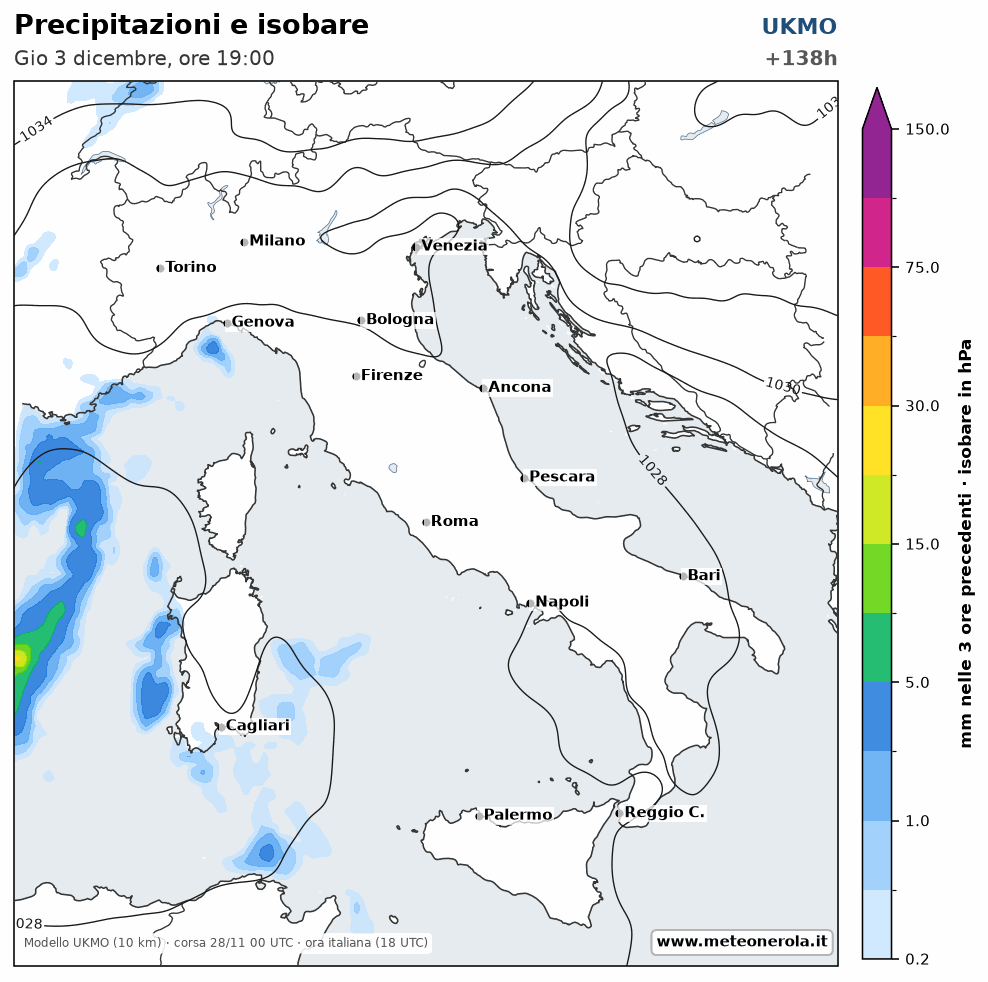 Precipitazioni e isobare
UKMO
Gio 3 dicembre, ore 19:00
+138h
1034
103
150.0
Milano
Venezia
Torino
75.0
Genova
Bologna
Firenze
Ancona
1030
30.0
Pescara
1028
Roma
15.0
Bari
Napoli
5.0
Cagliari
Palermo
Reggio C.
1.0
028
Modello UKMO (10 km) · corsa 28/11 00 UTC · ora italiana (18 UTC)
www.meteonerola.it
0.2
mm nelle 3 ore precedenti · isobare in hPa